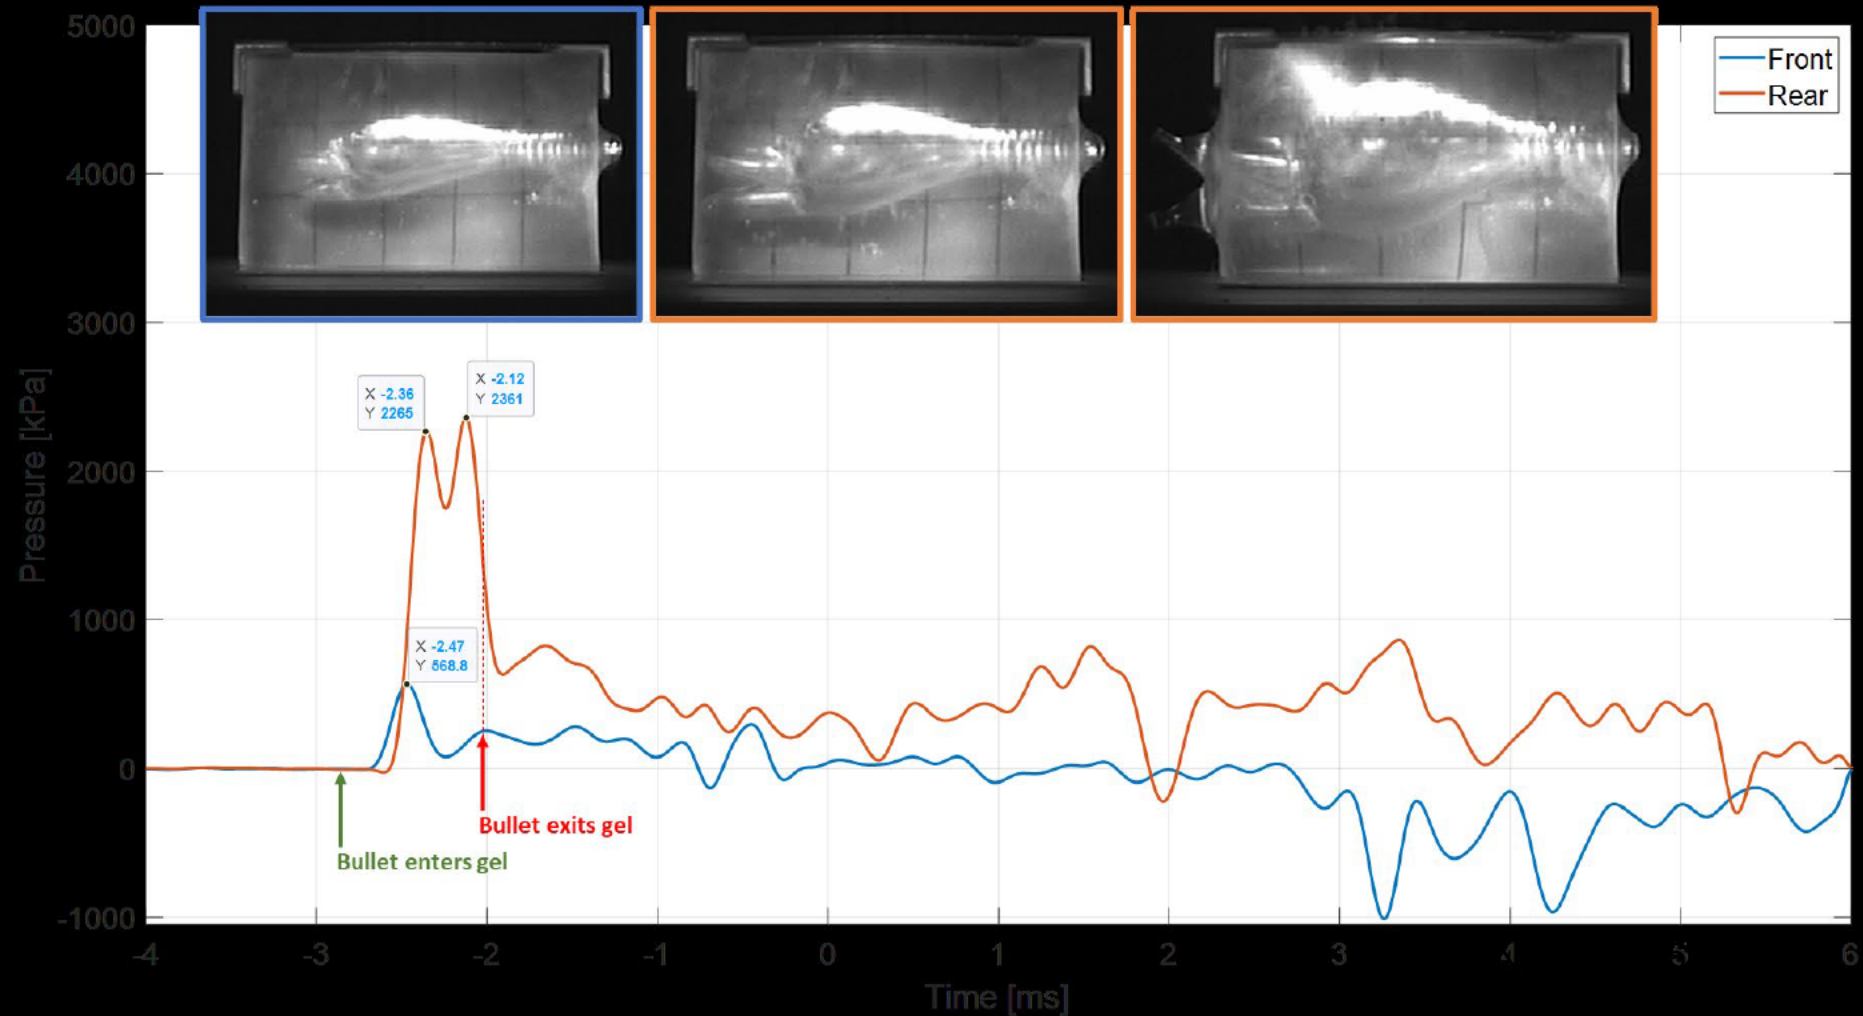 5000
4000
3000
2000
1000
0
-1000
Pressure [kPa]
Front
Rear
X -2.36
Y 2265
X -2.12
Y 2361
X -2.47
Y 568.8
Bullet exits gel
Bullet enters gel
-4
-3
-2
-1
0
1
2
3
4
5
6
Time [ms]